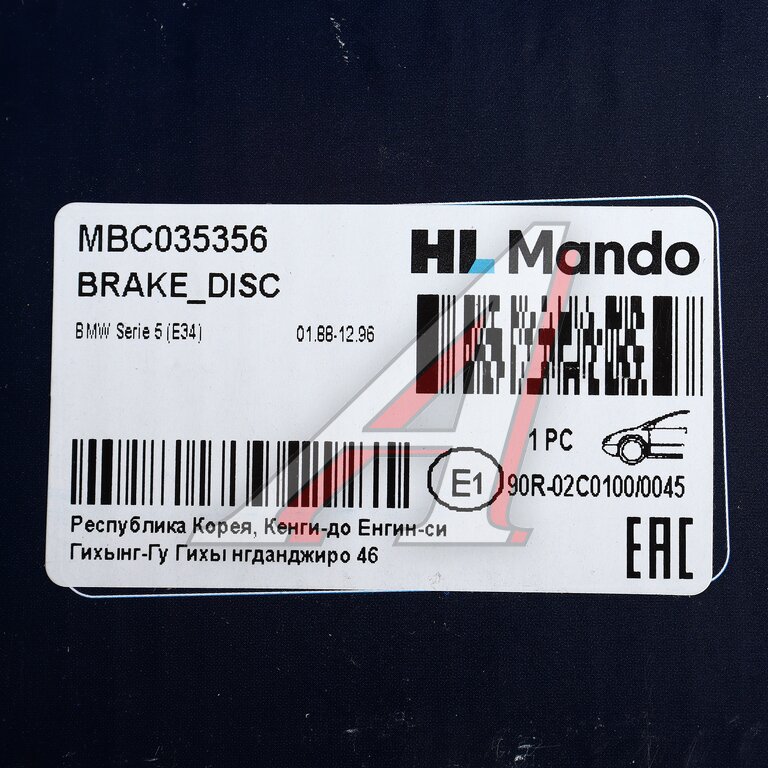 MBC035356
BRAKE_DISC
BMW Serie 5 (E34) 01.88-12.96
HL Mando
1 PC
E1 90R-02C0100/0045
Республика Корея, Кенги-до Енгин-си
Гихынг-Гу Гихы нгданджиро 46
EAC